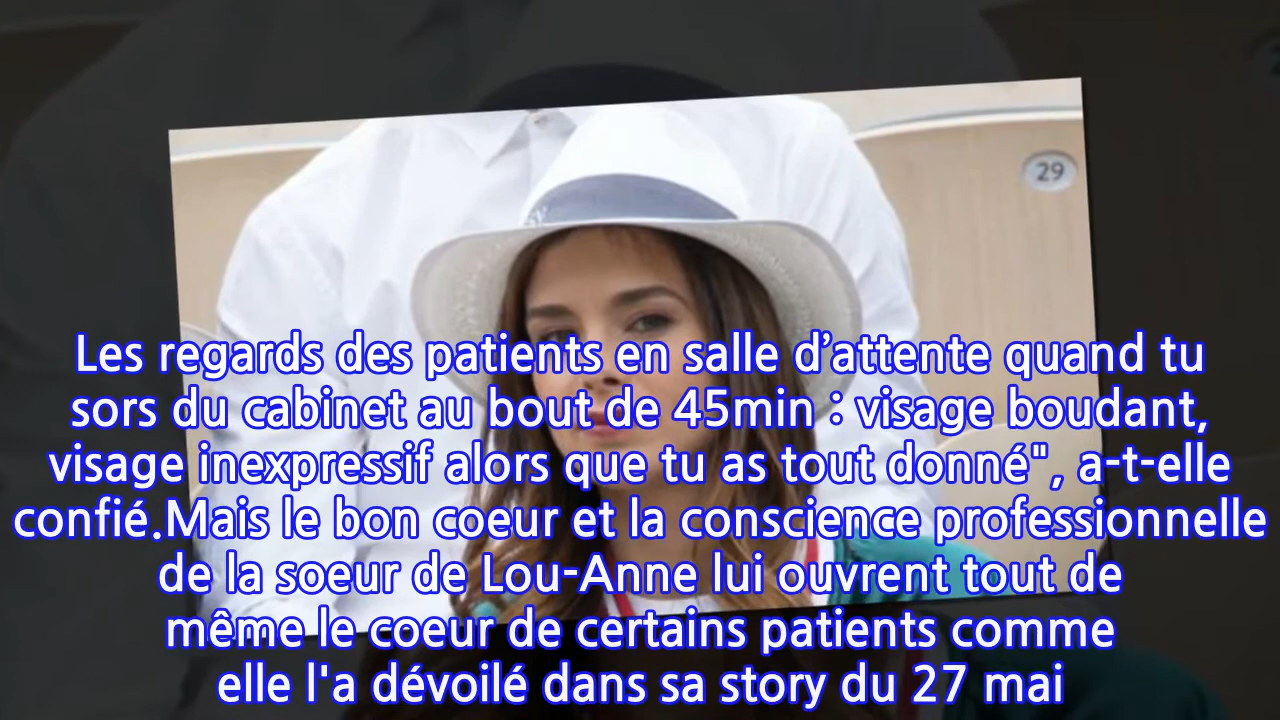 29
Les regards des patients en salle d’attente quand tu
sors du cabinet au bout de 45min : visage boudant,
visage inexpressif alors que tu as tout donné", a-t-elle
confié.Mais le bon coeur et la conscience professionnelle
de la soeur de Lou-Anne lui ouvrent tout de
même le coeur de certains patients comme
elle l'a dévoilé dans sa story du 27 mai